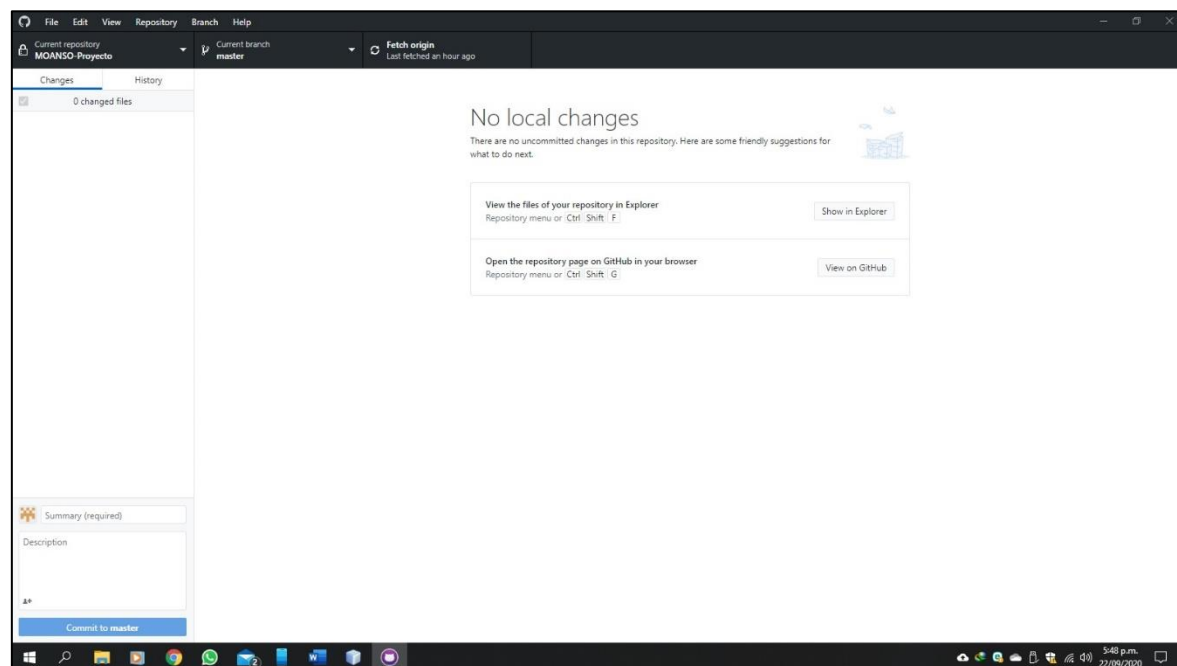 File Edit View Repository Branch Help
Current repository
MOANSO-Proyecto
Current branch
master
Fetch origin
Last fetched an hour ago
Changes History
0 changed files
No local changes
There are no uncommitted changes in this repository. Here are some friendly suggestions for
what to do next.
View the files of your repository in Explorer
Repository menu or Ctrl Shift F
Show in Explorer
Open the repository page on GitHub in your browser
Repository menu or Ctrl Shift G
View on GitHub
Summary (required)
Description
Commit to master
2
W
5:48 p.m.
22/09/2020